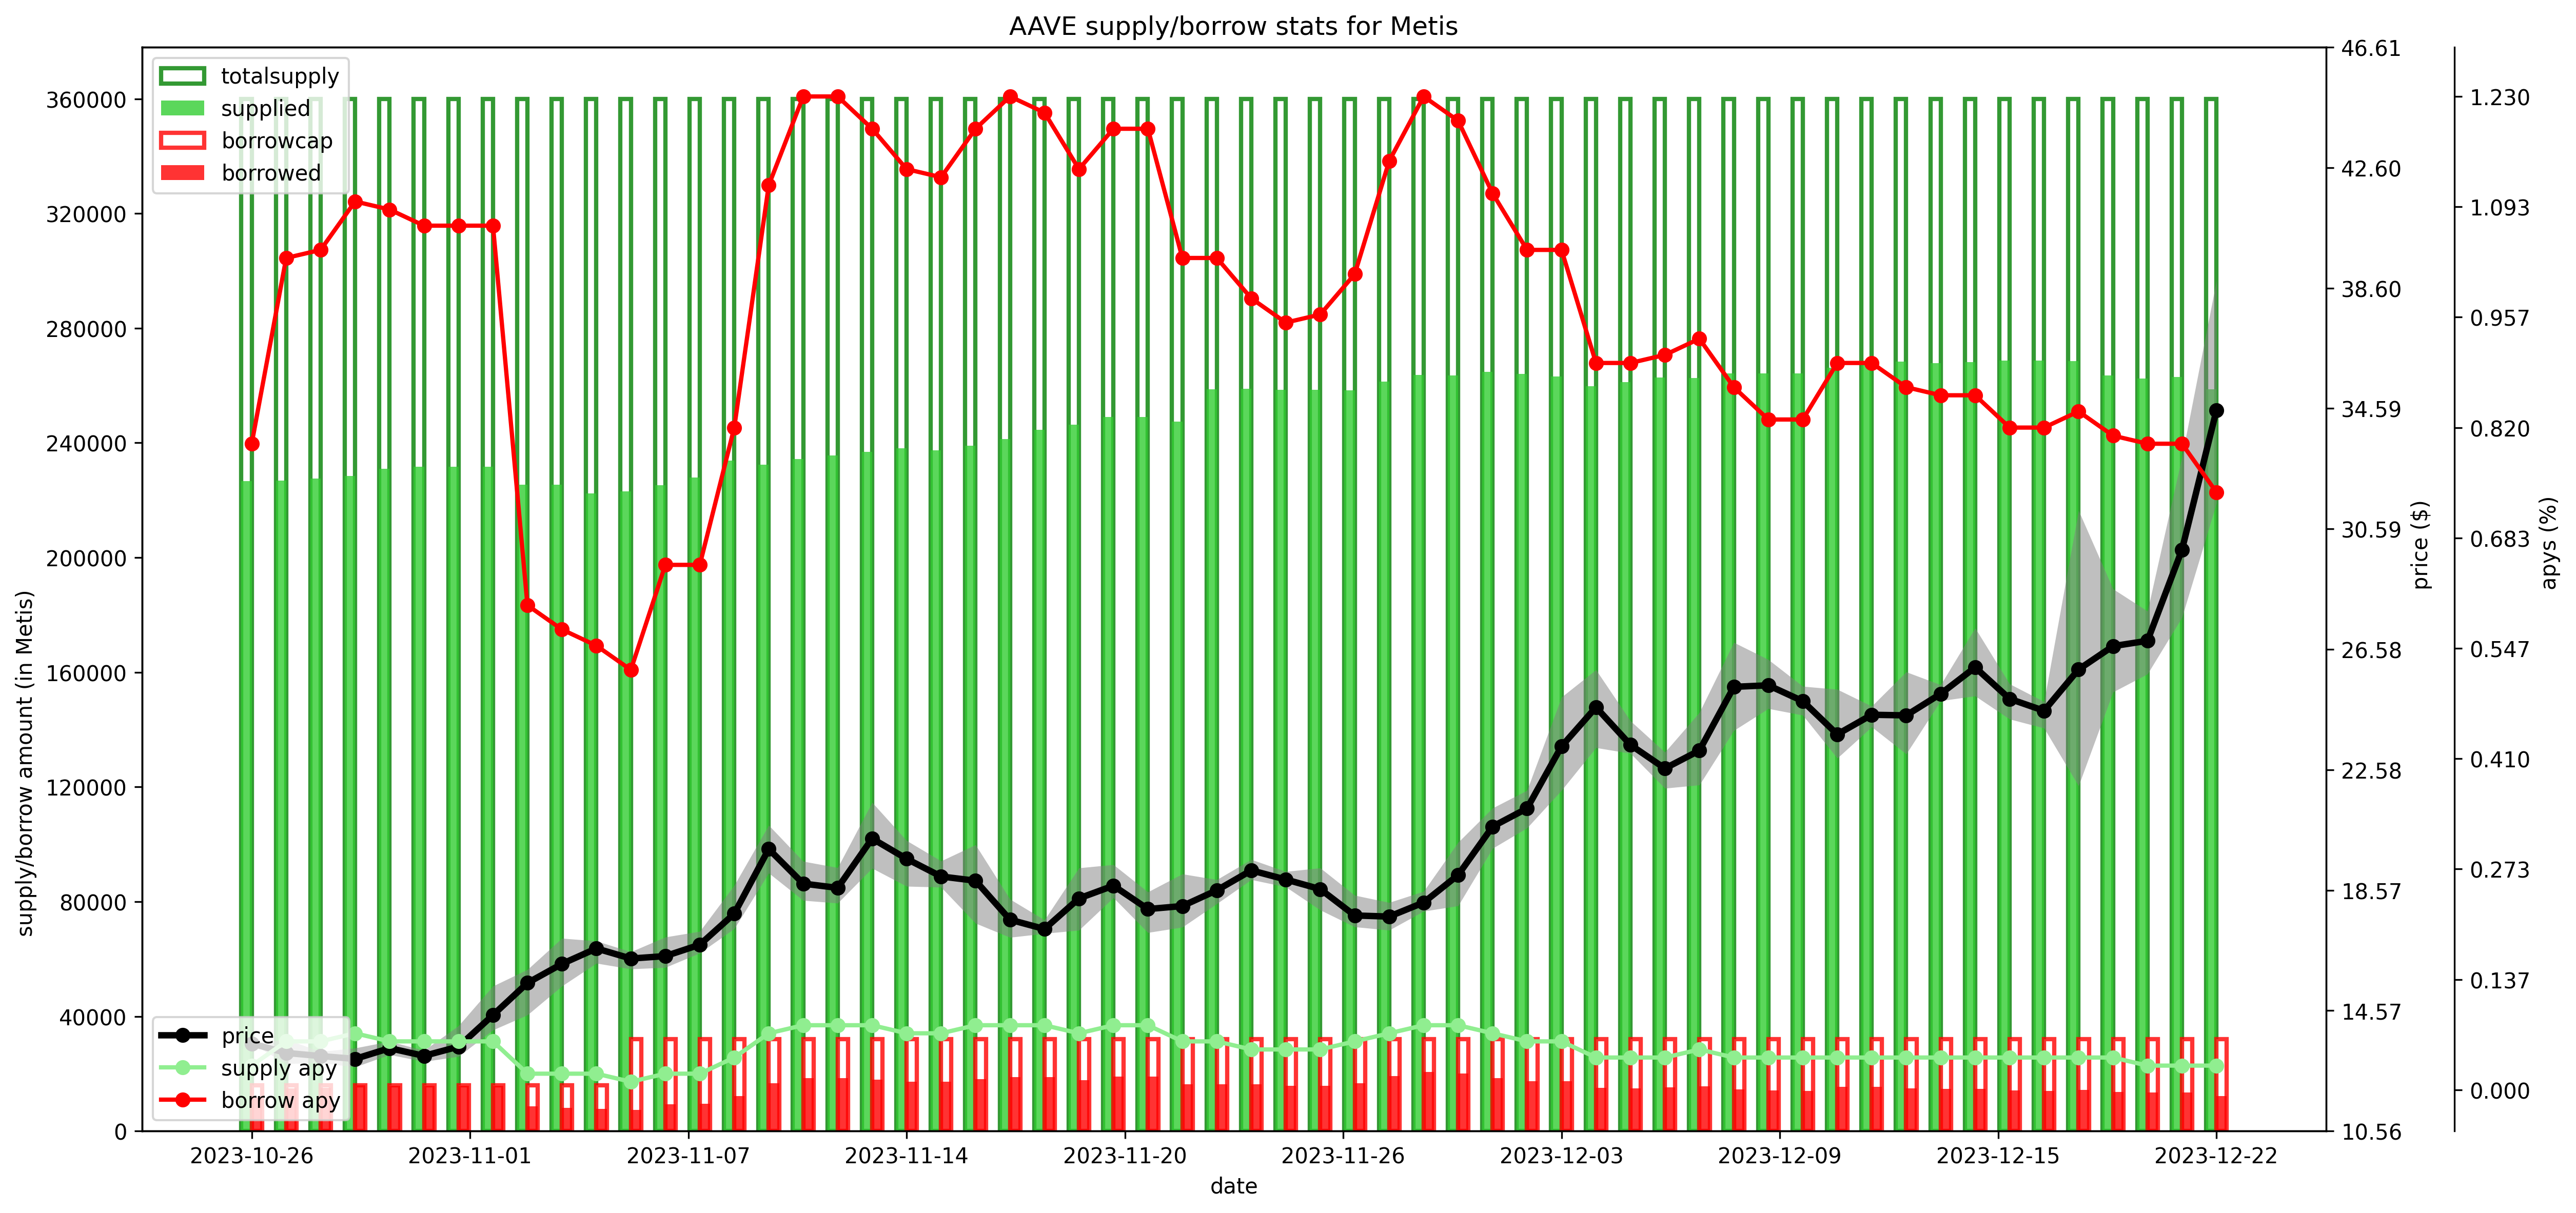 AAVE supply/borrow stats for Metis
totalsupply
supplied
borrowcap
borrowed
price
supply apy
borrow apy
supply/borrow amount (in Metis)
360000
320000
280000
240000
200000
160000
120000
80000
40000
0
46.61
42.60
38.60
34.59
30.59
26.58
22.58
18.57
14.57
10.56
price ($)
1.230
1.093
0.957
0.820
0.683
0.547
0.410
0.273
0.137
0.000
apys (%)
2023-10-26 2023-11-01 2023-11-07 2023-11-14 2023-11-20 2023-11-26 2023-12-03 2023-12-09 2023-12-15 2023-12-22
date